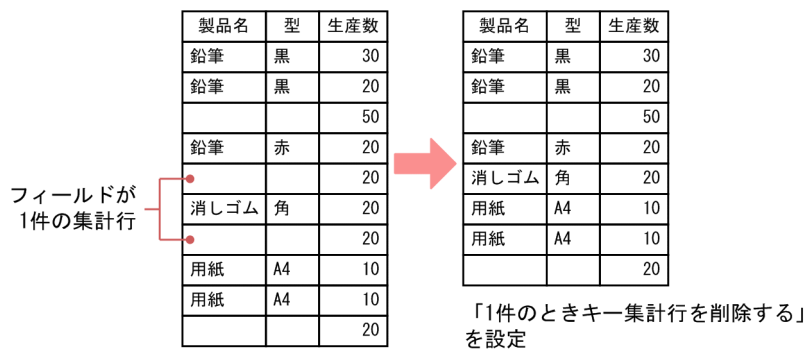 製品名 型 生産数
鉛筆 黒 30
鉛筆 黒 20
50
鉛筆 赤 20
20
消しゴム 角 20
20
用紙 A4 10
用紙 A4 10
20
フィールドが
1件の集計行
製品名 型 生産数
鉛筆 黒 30
鉛筆 黒 20
50
鉛筆 赤 20
消しゴム 角 20
用紙 A4 10
用紙 A4 10
20
「1件のときキー集計行を削除する」
を設定